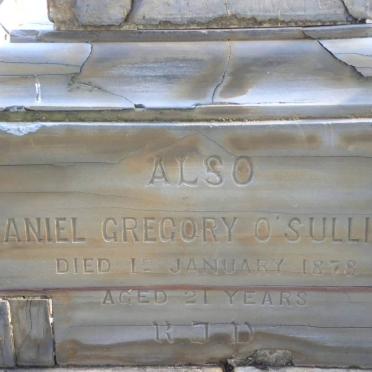 ALSO
ANIEL GREGORY O'SULLI
DIED 1ST JANUARY 1878
AGED 21 YEARS